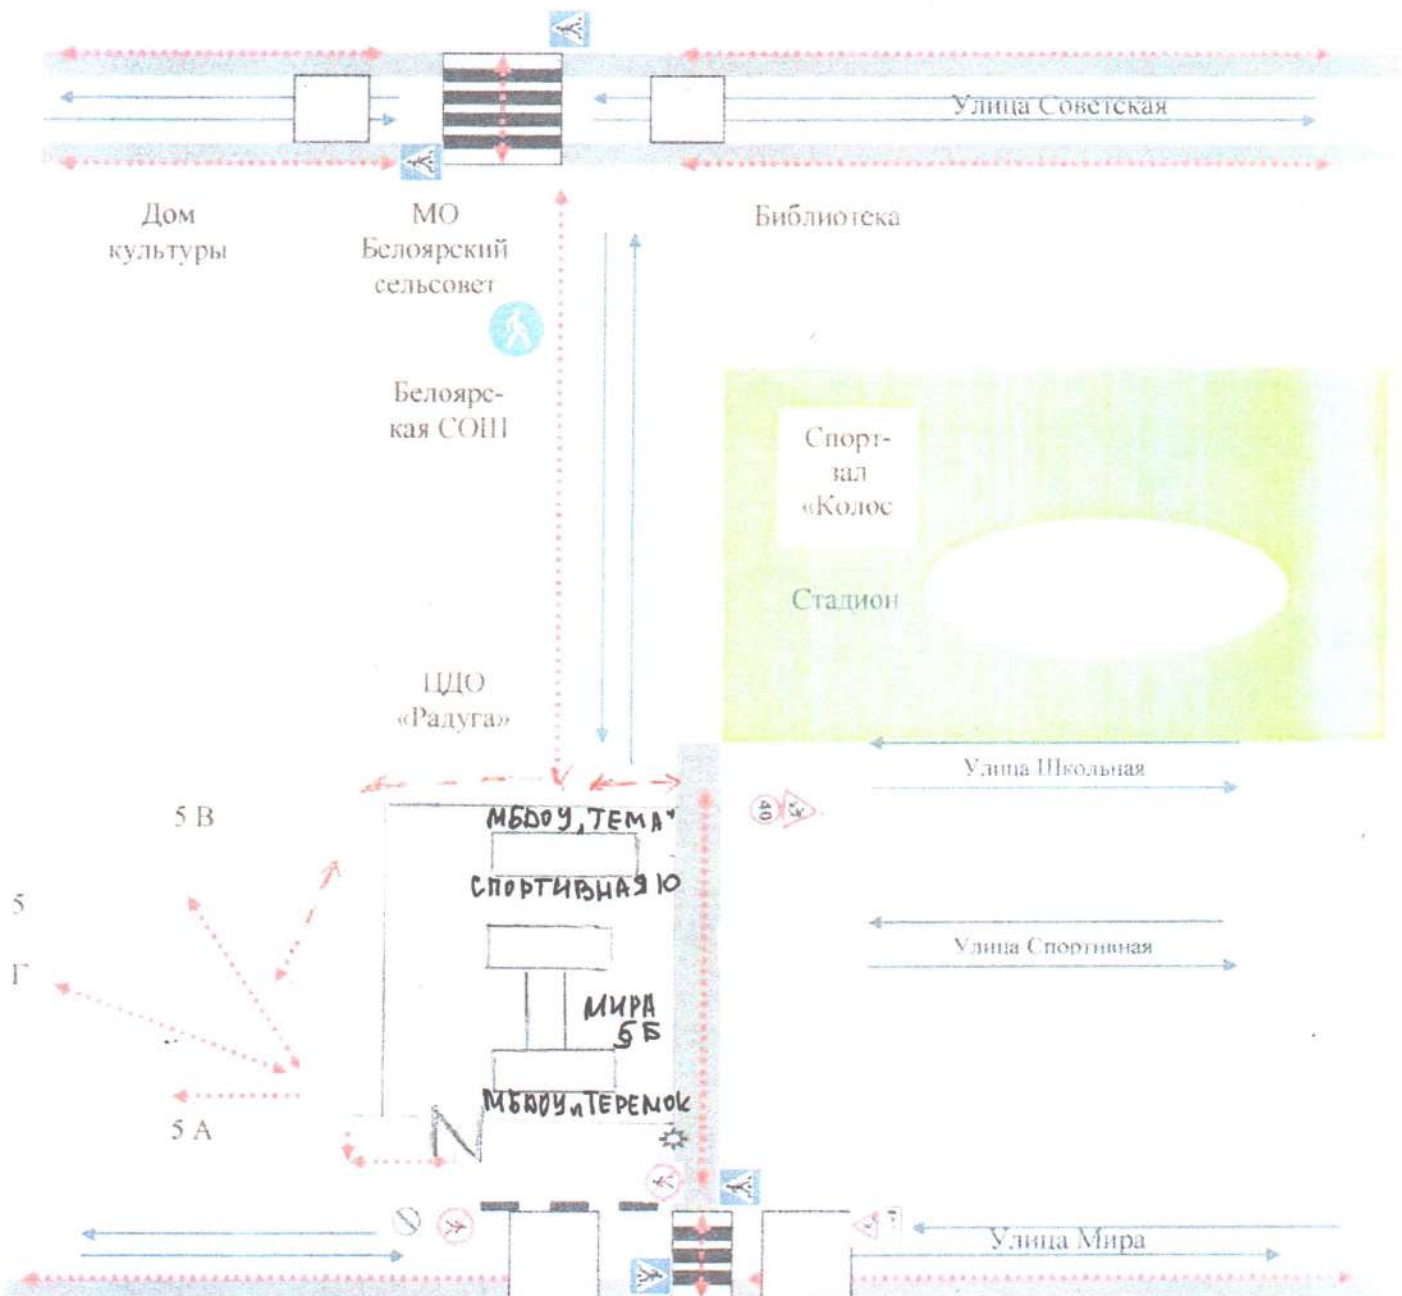 Улица Советская
Дом
культуры
МО
Белоярский
сельсовет
Библиотека
Белоярс-
кая СОШ
Спорт-
зал
«Колос
Стадион
ЦДО
«Радуга»
Улица Школьная
40
5 В
МБДОУ „ТЕМА"
СПОРТИВНАЯ 10
5
Г
Улица Спортивная
МИРА
5Б
МБДОУ „ТЕРЕМОК
5 А
Улица Мира